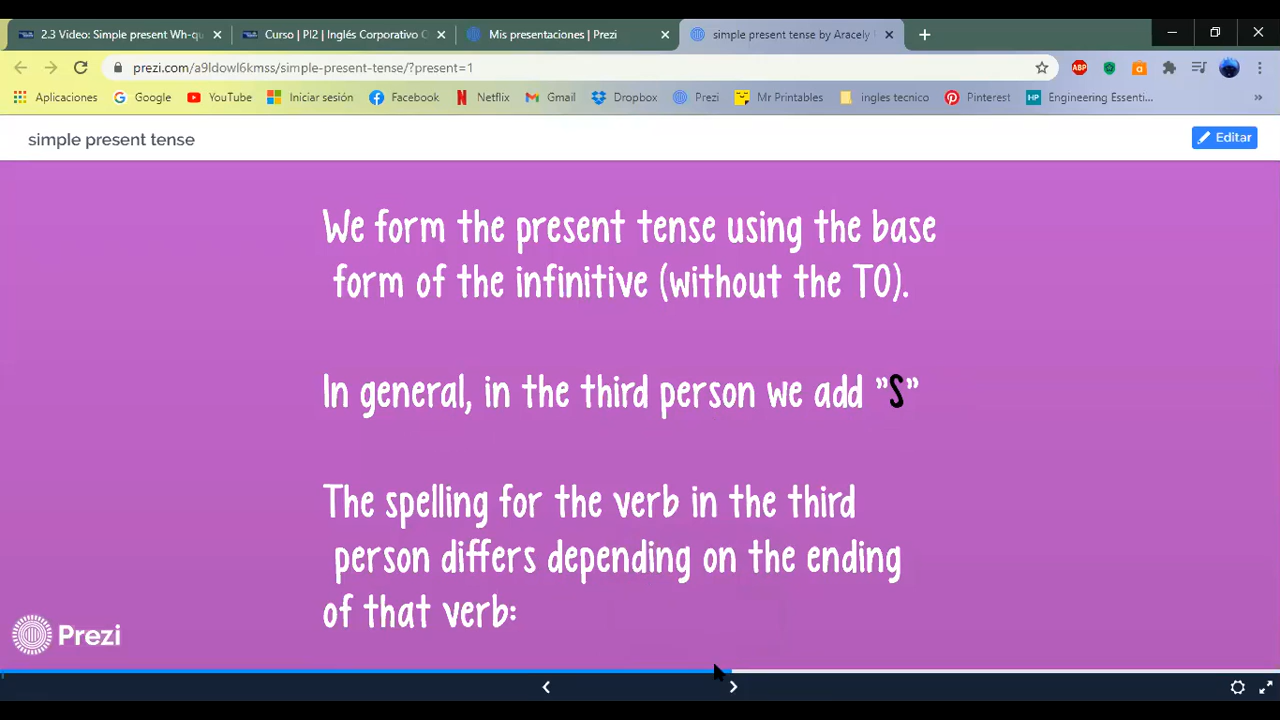 2.3 Video: Simple present Wh-qu
Curso | PI2 | Inglés Corporativo
Mis presentaciones | Prezi
simple present tense by Aracely
prezi.com/a9ldowl6kmss/simple-present-tense/?present=1
ABP
Aplicaciones
Google
YouTube
Iniciar sesión
Facebook
Netflix
Gmail
Dropbox
Prezi
Mr Printables
ingles tecnico
Pinterest
HP
Engineering Essenti...
simple present tense
Editar
We form the present tense using the base
form of the infinitive (without the TO).
In general, in the third person we add "S"
The spelling for the verb in the third
person differs depending on the ending
of that verb:
Prezi